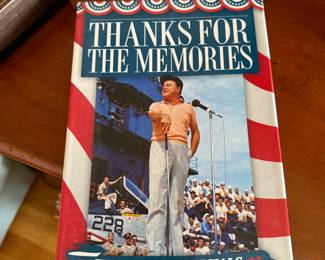 THANKS FOR
THE MEMORIES
228